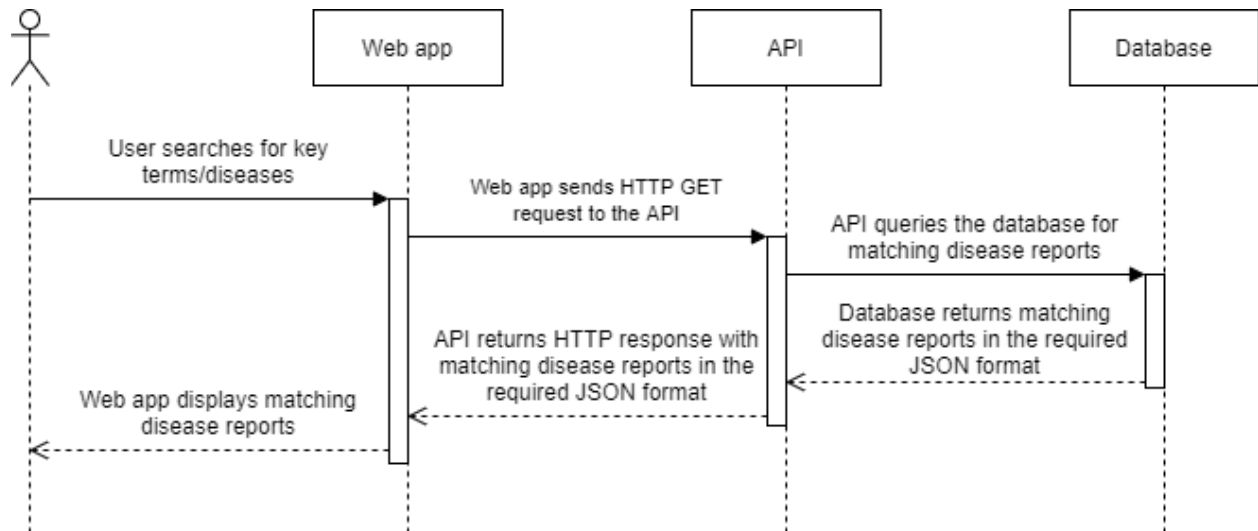 Web app
API
Database
User searches for key
terms/diseases
Web app sends HTTP GET
request to the API
API queries the database for
matching disease reports
Database returns matching
disease reports in the required
JSON format
API returns HTTP response with
matching disease reports in the
required JSON format
Web app displays matching
disease reports